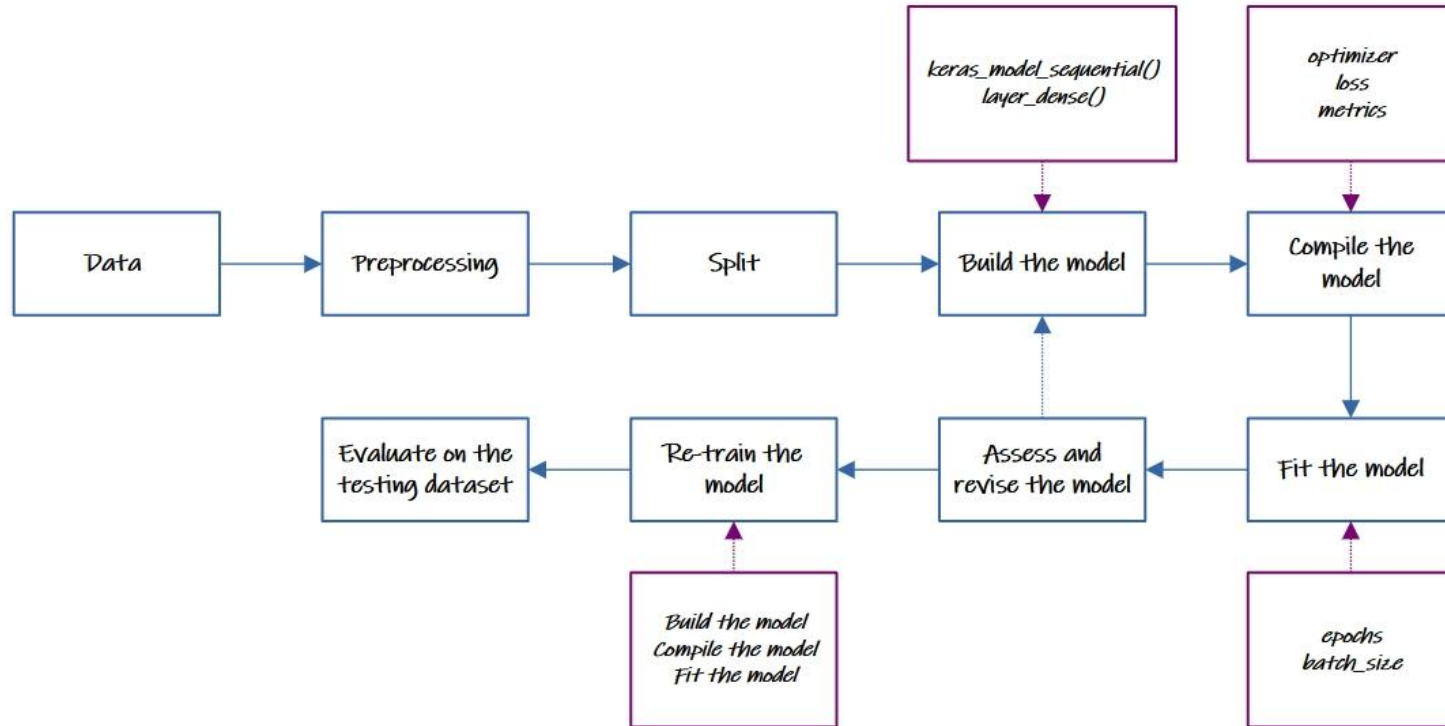 keras_model_sequential()
layer_dense()
optimizer
loss
metrics
Data
Preprocessing
Split
Build the model
Compile the
model
Evaluate on the
testing dataset
Re-train the
model
Assess and
revise the model
Fit the model
Build the model
Compile the model
Fit the model
epochs
batch_size